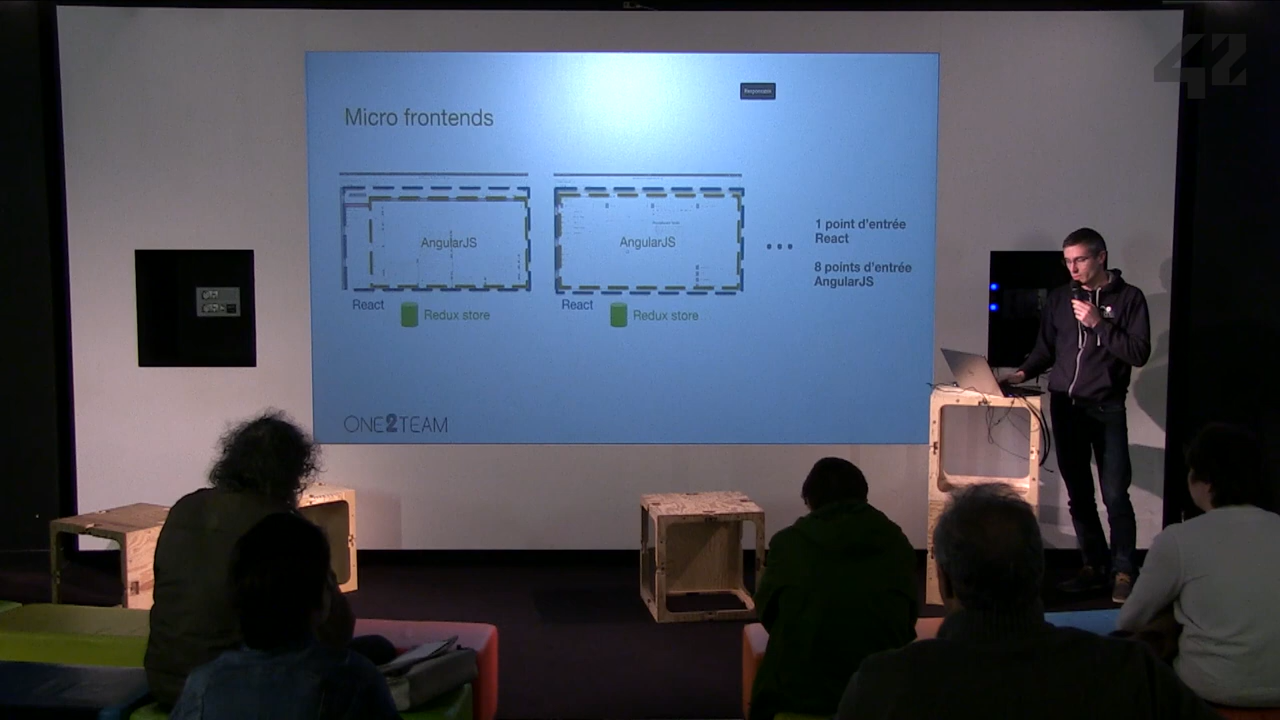 42
Responsable
Micro frontends
AngularJS
AngularJS
...
1 point d'entrée
React
8 points d'entrée
AngularJS
React
Redux store
React
Redux store
ONE2TEAM